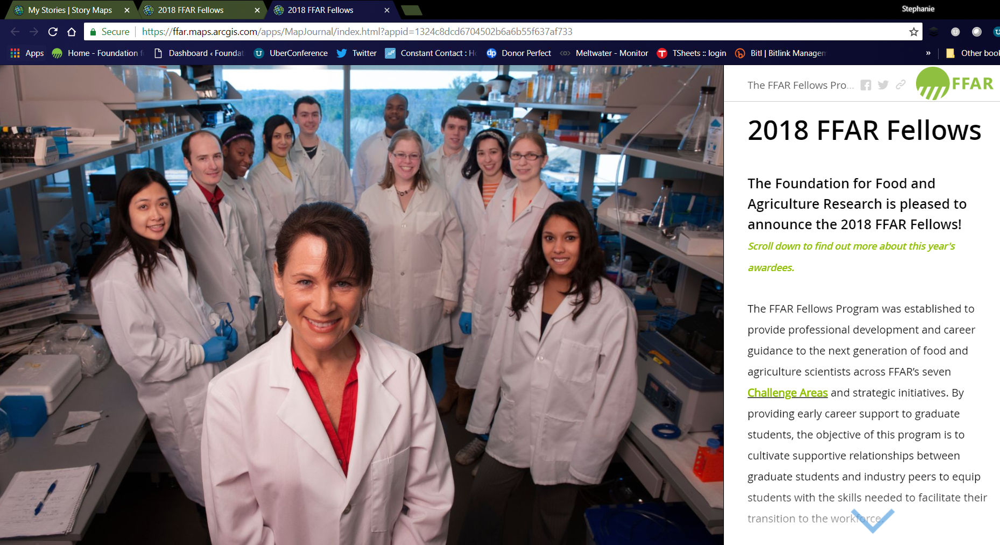 My Stories | Story Maps
2018 FFAR Fellows
2018 FFAR Fellows
Stephanie
Secure
https://ffar.maps.arcgis.com/apps/MapJournal/index.html?appid=1324c8dcd6704502b6a6b55f637af733
Apps
Home - Foundation f
Dashboard ‹ Foundat
UberConference
Twitter
Constant Contact : Ho
dp Donor Perfect
Meltwater - Monitor
T TSheets :: login
Bitl | Bitlink Managem
»
Other book
The FFAR Fellows Pro...
FFAR
2018 FFAR Fellows
The Foundation for Food and
Agriculture Research is pleased to
announce the 2018 FFAR Fellows!
Scroll down to find out more about this year's
awardees.
The FFAR Fellows Program was established to
provide professional development and career
guidance to the next generation of food and
agriculture scientists across FFAR’s seven
Challenge Areas and strategic initiatives. By
providing early career support to graduate
students, the objective of this program is to
cultivate supportive relationships between
graduate students and industry peers to equip
students with the skills needed to facilitate their
transition to the workforce.